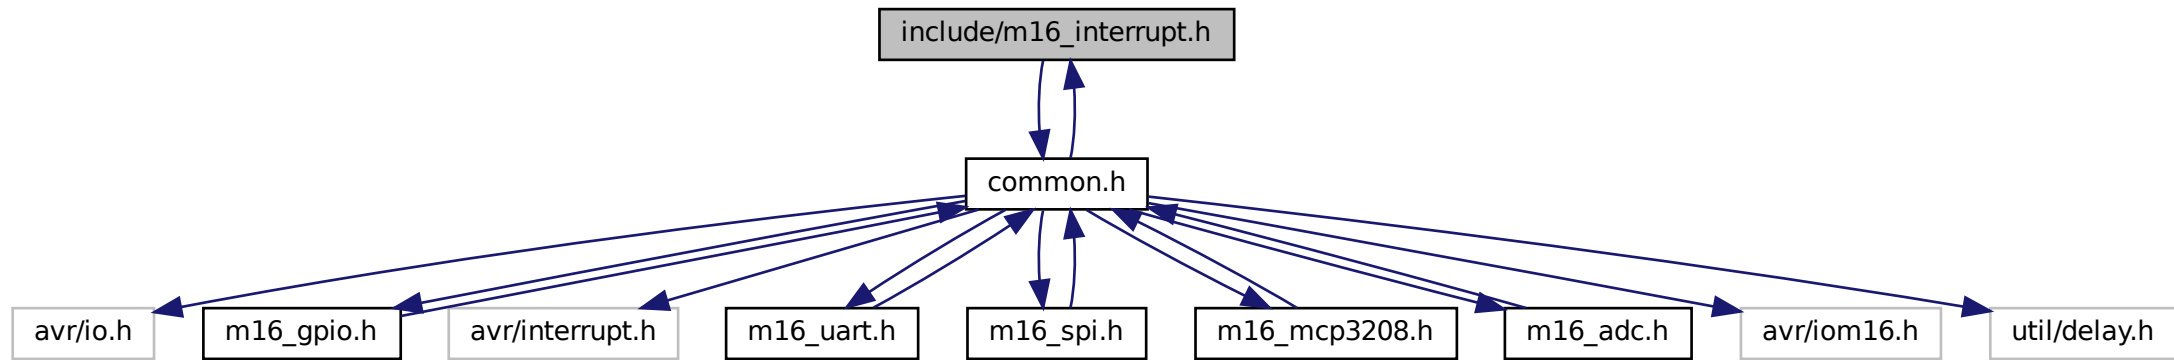 include/m16_interrupt.h
common.h
avr/io.h
m16_gpio.h
avr/interrupt.h
m16_uart.h
m16_spi.h
m16_mcp3208.h
m16_adc.h
avr/iom16.h
util/delay.h